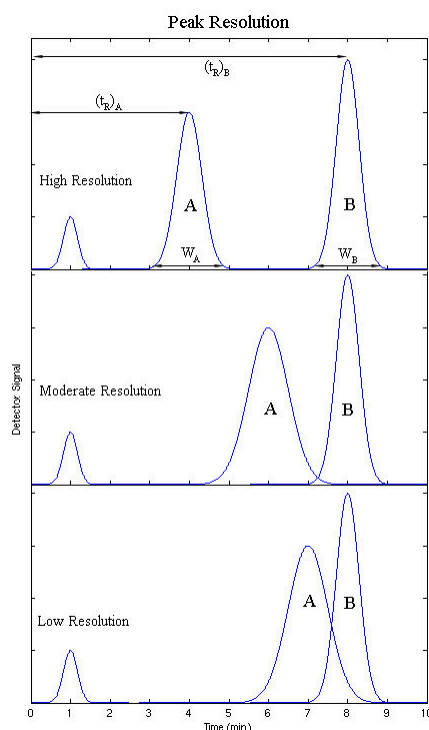 Peak Resolution
(tR)B
(tR)A
High Resolution
A
B
WA
WB
Moderate Resolution
A
B
Detector Signal
Low Resolution
A
B
0 1 2 3 4 5 6 7 8 9 10
Time (min)